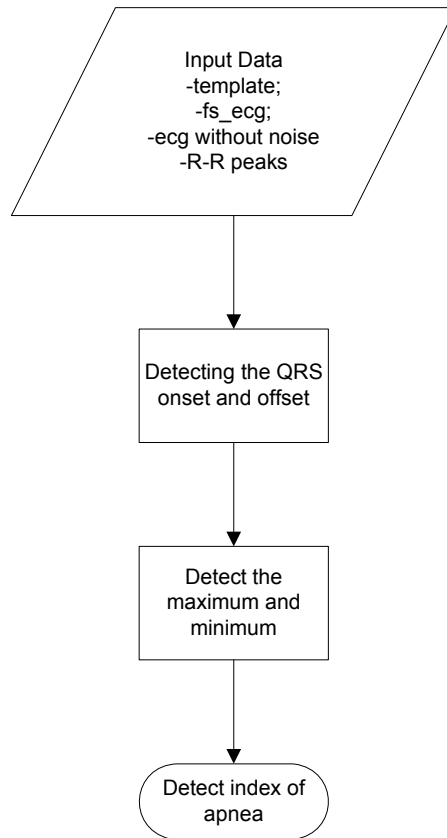 Input Data
-template;
-fs_ecg;
-ecg without noise
-R-R peaks
Detecting the QRS
onset and offset
Detect the
maximum and
minimum
Detect index of
apnea